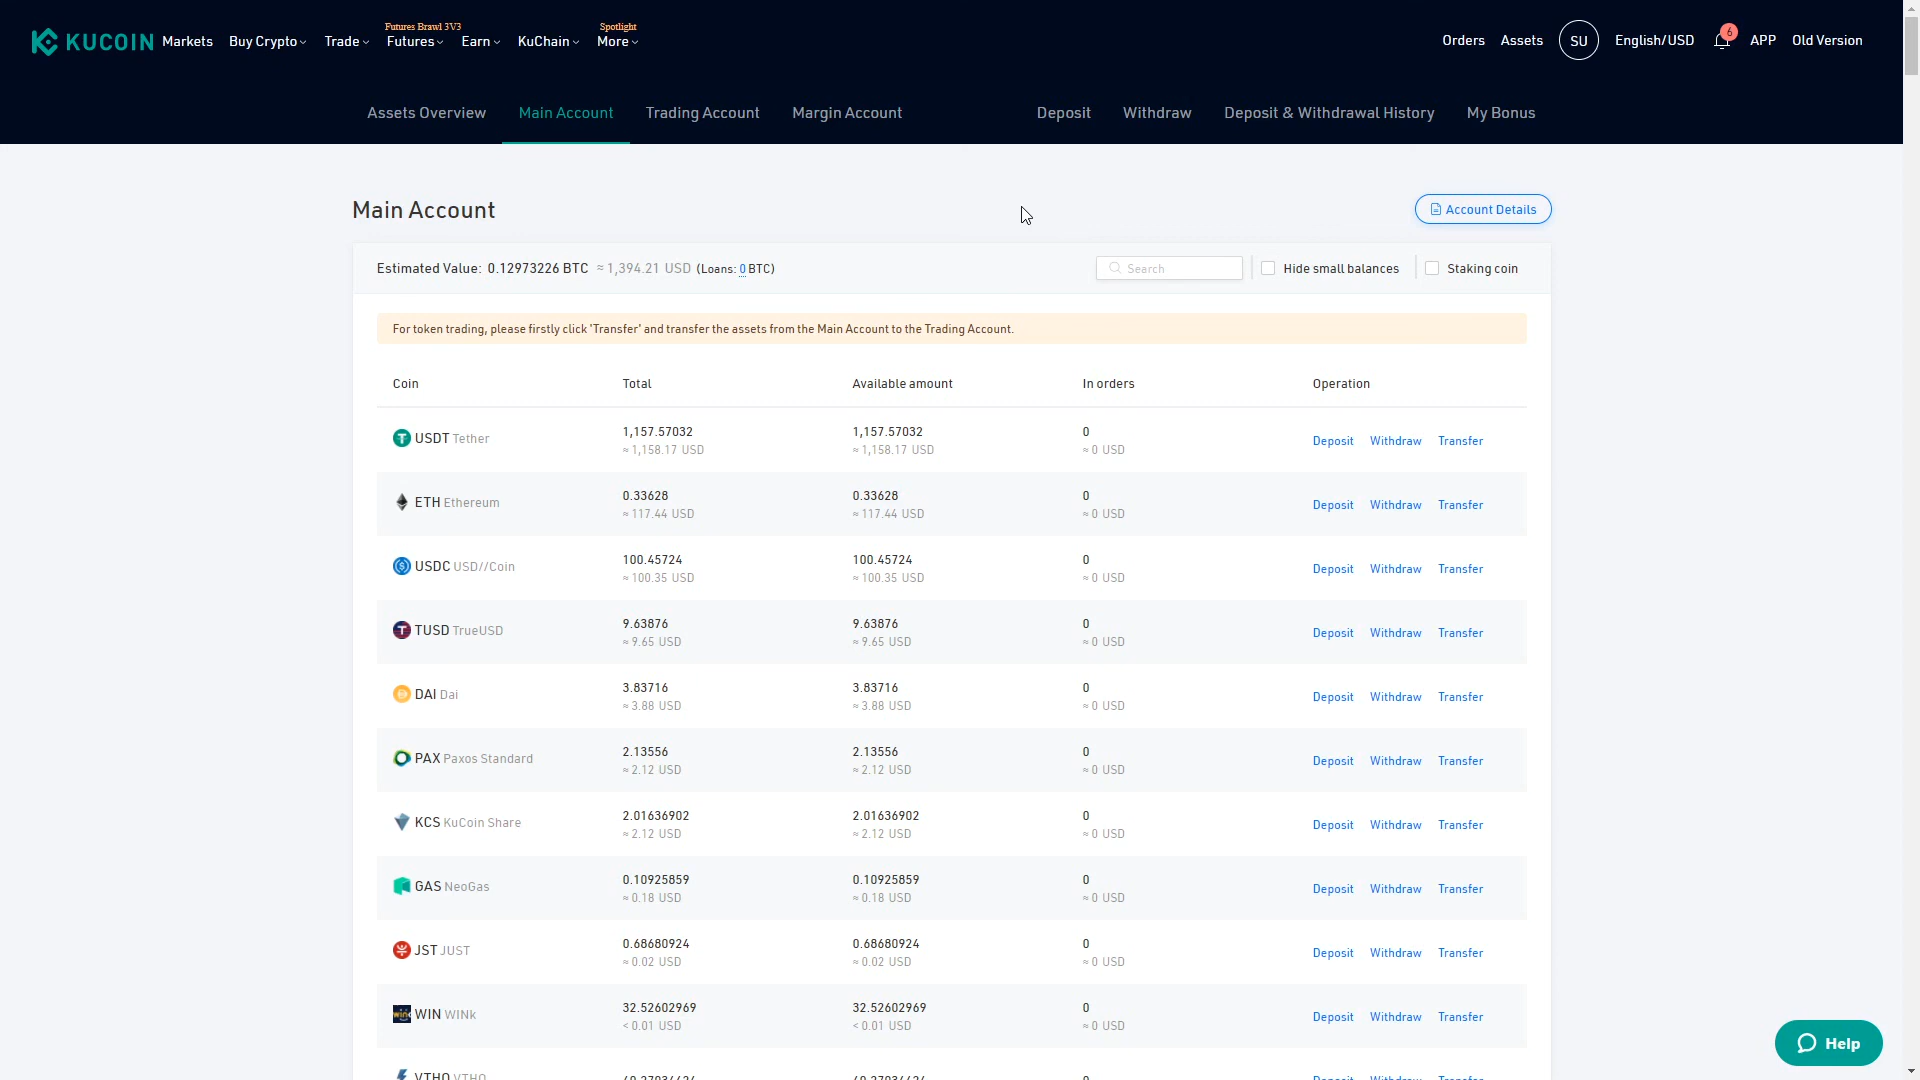 KUCOIN
Markets
Buy Crypto
Trade
Futures Brawl 3V3
Futures
Earn
KuChain
Spotlight
More
Orders
Assets
SU
English/USD
6
APP
Old Version
Assets Overview
Main Account
Trading Account
Margin Account
Deposit
Withdraw
Deposit & Withdrawal History
My Bonus
Main Account
Account Details
Estimated Value: 0.12973226 BTC ≈ 1,394.21 USD (Loans: 0 BTC)
Search
Hide small balances
Staking coin
For token trading, please firstly click 'Transfer' and transfer the assets from the Main Account to the Trading Account.
Coin Total Available amount In orders Operation
USDT Tether 1,157.57032 1,157.57032 0 Deposit Withdraw Transfer
≈ 1,158.17 USD ≈ 1,158.17 USD ≈ 0 USD
ETH Ethereum 0.33628 0.33628 0 Deposit Withdraw Transfer
≈ 117.44 USD ≈ 117.44 USD ≈ 0 USD
USDC USD//Coin 100.45724 100.45724 0 Deposit Withdraw Transfer
≈ 100.35 USD ≈ 100.35 USD ≈ 0 USD
TUSD TrueUSD 9.63876 9.63876 0 Deposit Withdraw Transfer
≈ 9.65 USD ≈ 9.65 USD ≈ 0 USD
DAI Dai 3.83716 3.83716 0 Deposit Withdraw Transfer
≈ 3.88 USD ≈ 3.88 USD ≈ 0 USD
PAX Paxos Standard 2.13556 2.13556 0 Deposit Withdraw Transfer
≈ 2.12 USD ≈ 2.12 USD ≈ 0 USD
KCS KuCoin Share 2.01636902 2.01636902 0 Deposit Withdraw Transfer
≈ 2.12 USD ≈ 2.12 USD ≈ 0 USD
GAS NeoGas 0.10925859 0.10925859 0 Deposit Withdraw Transfer
≈ 0.18 USD ≈ 0.18 USD ≈ 0 USD
JST JUST 0.68680924 0.68680924 0 Deposit Withdraw Transfer
≈ 0.02 USD ≈ 0.02 USD ≈ 0 USD
WIN WINk 32.52602969 32.52602969 0 Deposit Withdraw Transfer
< 0.01 USD < 0.01 USD ≈ 0 USD
VTHO VTHO
Help